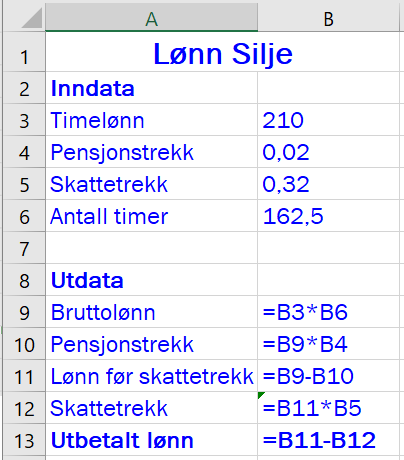 A B
1 Lønn Silje
2 Inndata
3 Timelønn 210
4 Pensjonstrekk 0,02
5 Skattetrekk 0,32
6 Antall timer 162,5
7
8 Utdata
9 Bruttolønn =B3*B6
10 Pensjonstrekk =B9*B4
11 Lønn før skattetrekk =B9-B10
12 Skattetrekk =B11*B5
13 Utbetalt lønn =B11-B12